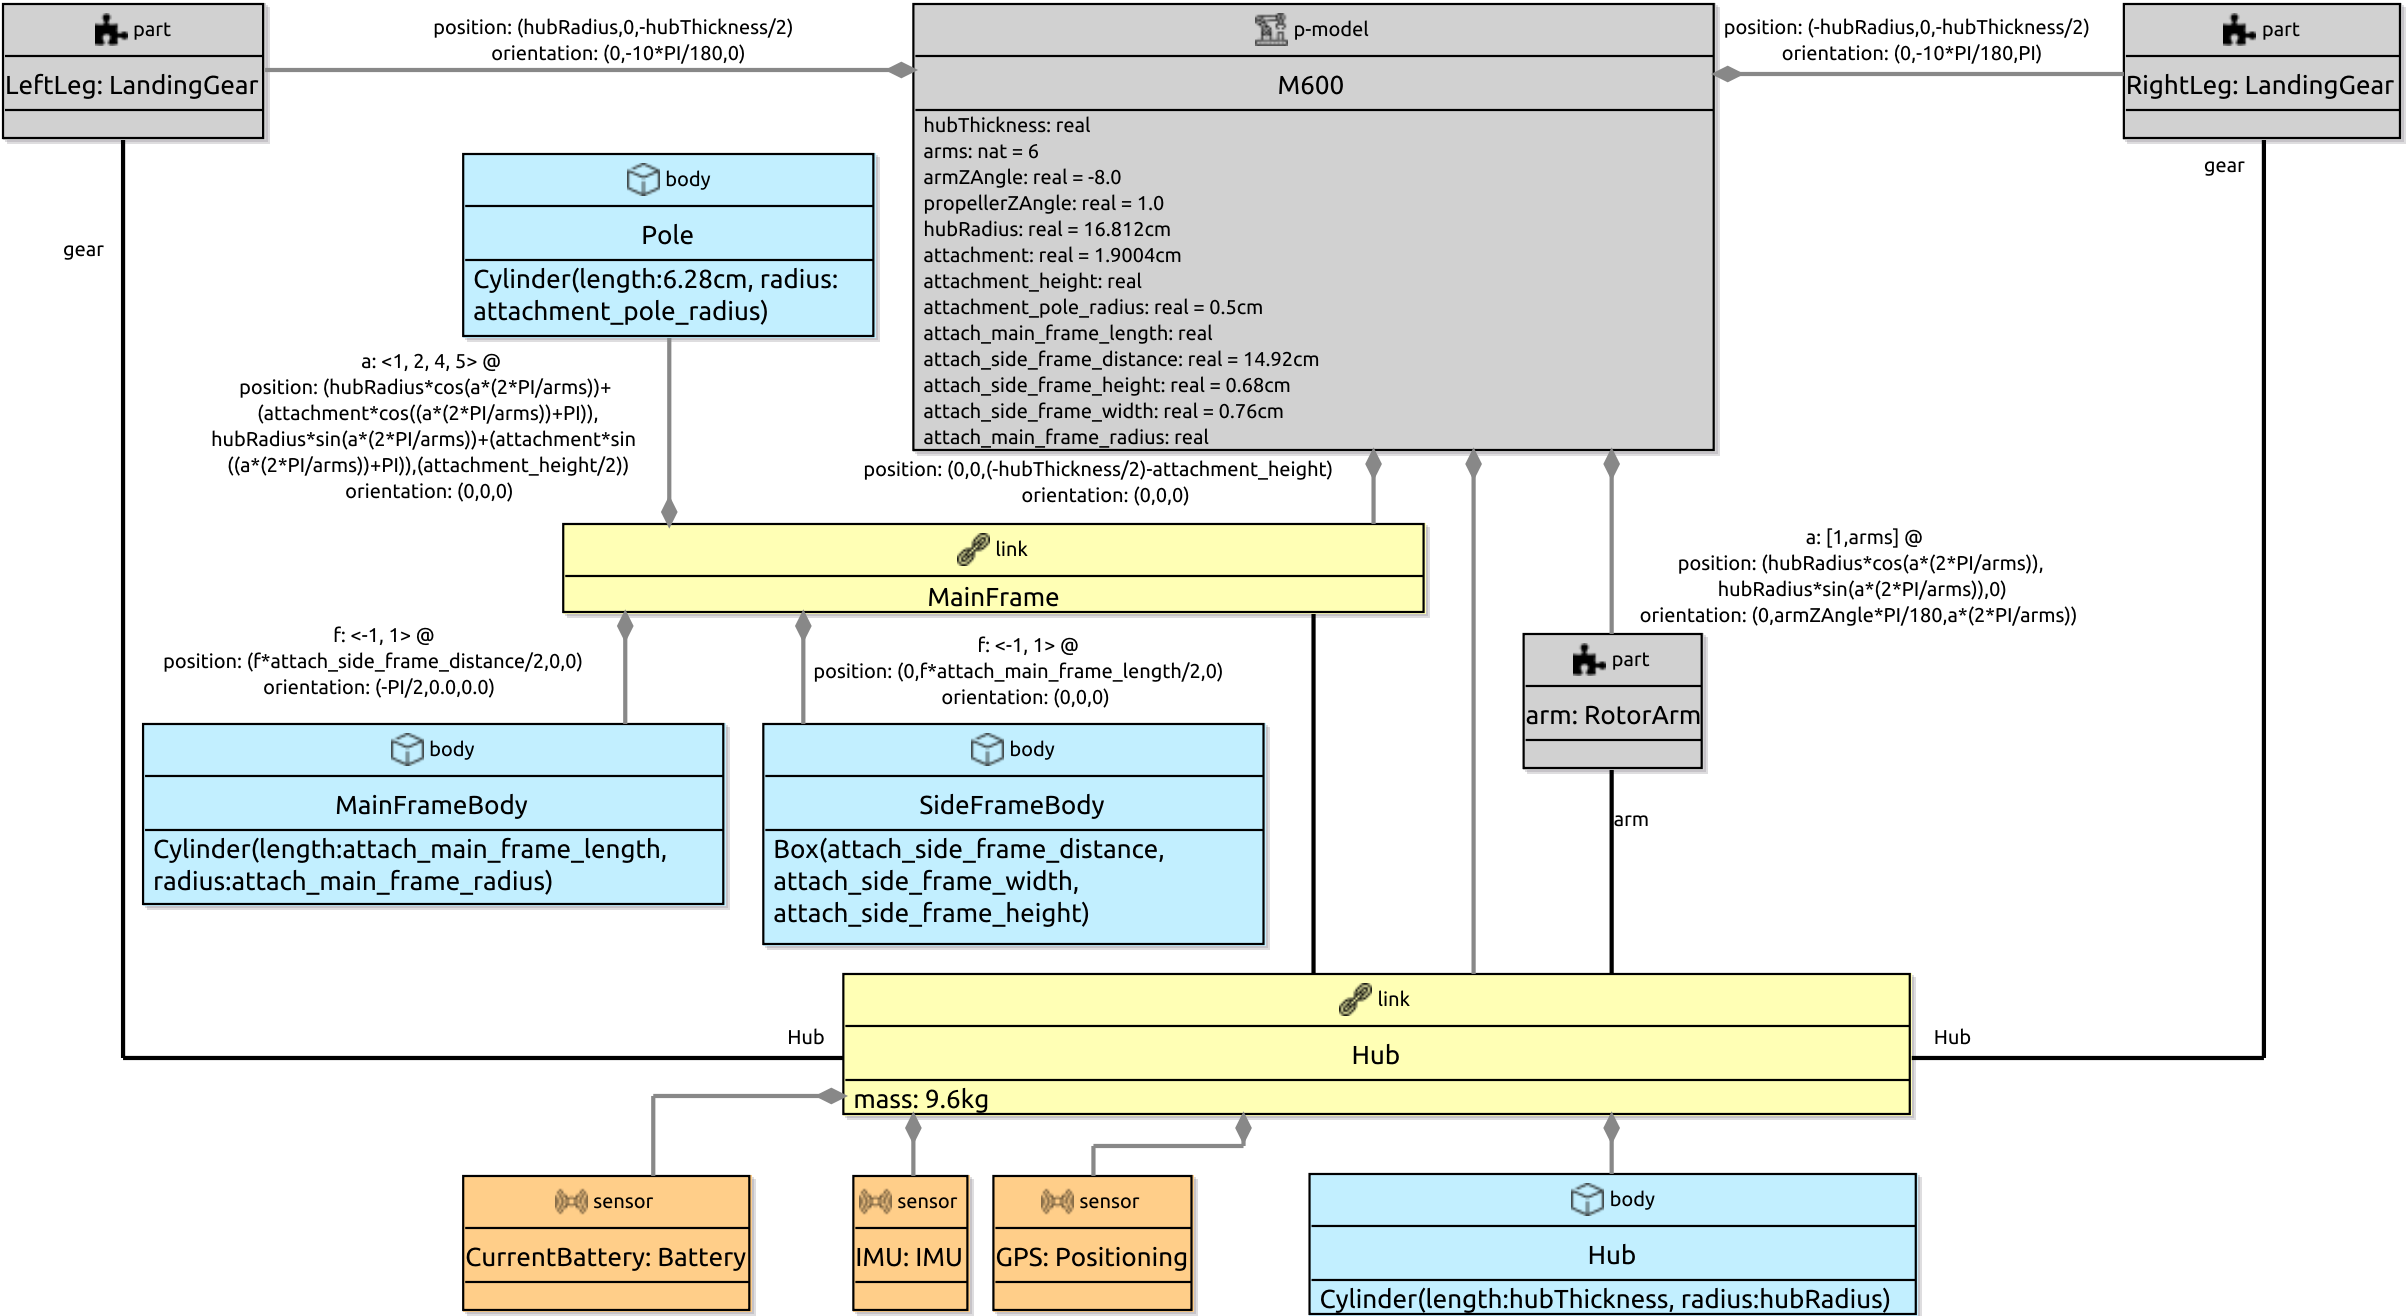 part
LeftLeg: LandingGear
position: (hubRadius,0,-hubThickness/2)
orientation: (0,-10*PI/180,0)
p-model
M600
hubThickness: real
arms: nat = 6
armZAngle: real = -8.0
propellerZAngle: real = 1.0
hubRadius: real = 16.812cm
attachment: real = 1.9004cm
attachment_height: real
attachment_pole_radius: real = 0.5cm
attach_main_frame_length: real
attach_side_frame_distance: real = 14.92cm
attach_side_frame_height: real = 0.68cm
attach_side_frame_width: real = 0.76cm
attach_main_frame_radius: real
position: (-hubRadius,0,-hubThickness/2)
orientation: (0,-10*PI/180,PI)
part
RightLeg: LandingGear
gear
gear
body
Pole
Cylinder(length:6.28cm, radius:
attachment_pole_radius)
a: <1, 2, 4, 5> @
position: (hubRadius*cos(a*(2*PI/arms))+
(attachment*cos((a*(2*PI/arms))+PI)),
hubRadius*sin(a*(2*PI/arms))+(attachment*sin
((a*(2*PI/arms))+PI)),(attachment_height/2))
orientation: (0,0,0)
position: (0,0,(-hubThickness/2)-attachment_height)
orientation: (0,0,0)
link
MainFrame
a: [1,arms] @
position: (hubRadius*cos(a*(2*PI/arms)),
hubRadius*sin(a*(2*PI/arms)),0)
orientation: (0,armZAngle*PI/180,a*(2*PI/arms))
f: <-1, 1> @
position: (f*attach_side_frame_distance/2,0,0)
orientation: (-PI/2,0.0,0.0)
f: <-1, 1> @
position: (0,f*attach_main_frame_length/2,0)
orientation: (0,0,0)
part
arm: RotorArm
arm
body
MainFrameBody
Cylinder(length:attach_main_frame_length,
radius:attach_main_frame_radius)
body
SideFrameBody
Box(attach_side_frame_distance,
attach_side_frame_width,
attach_side_frame_height)
Hub
link
Hub
mass: 9.6kg
Hub
sensor
CurrentBattery: Battery
sensor
IMU: IMU
sensor
GPS: Positioning
body
Hub
Cylinder(length:hubThickness, radius:hubRadius)